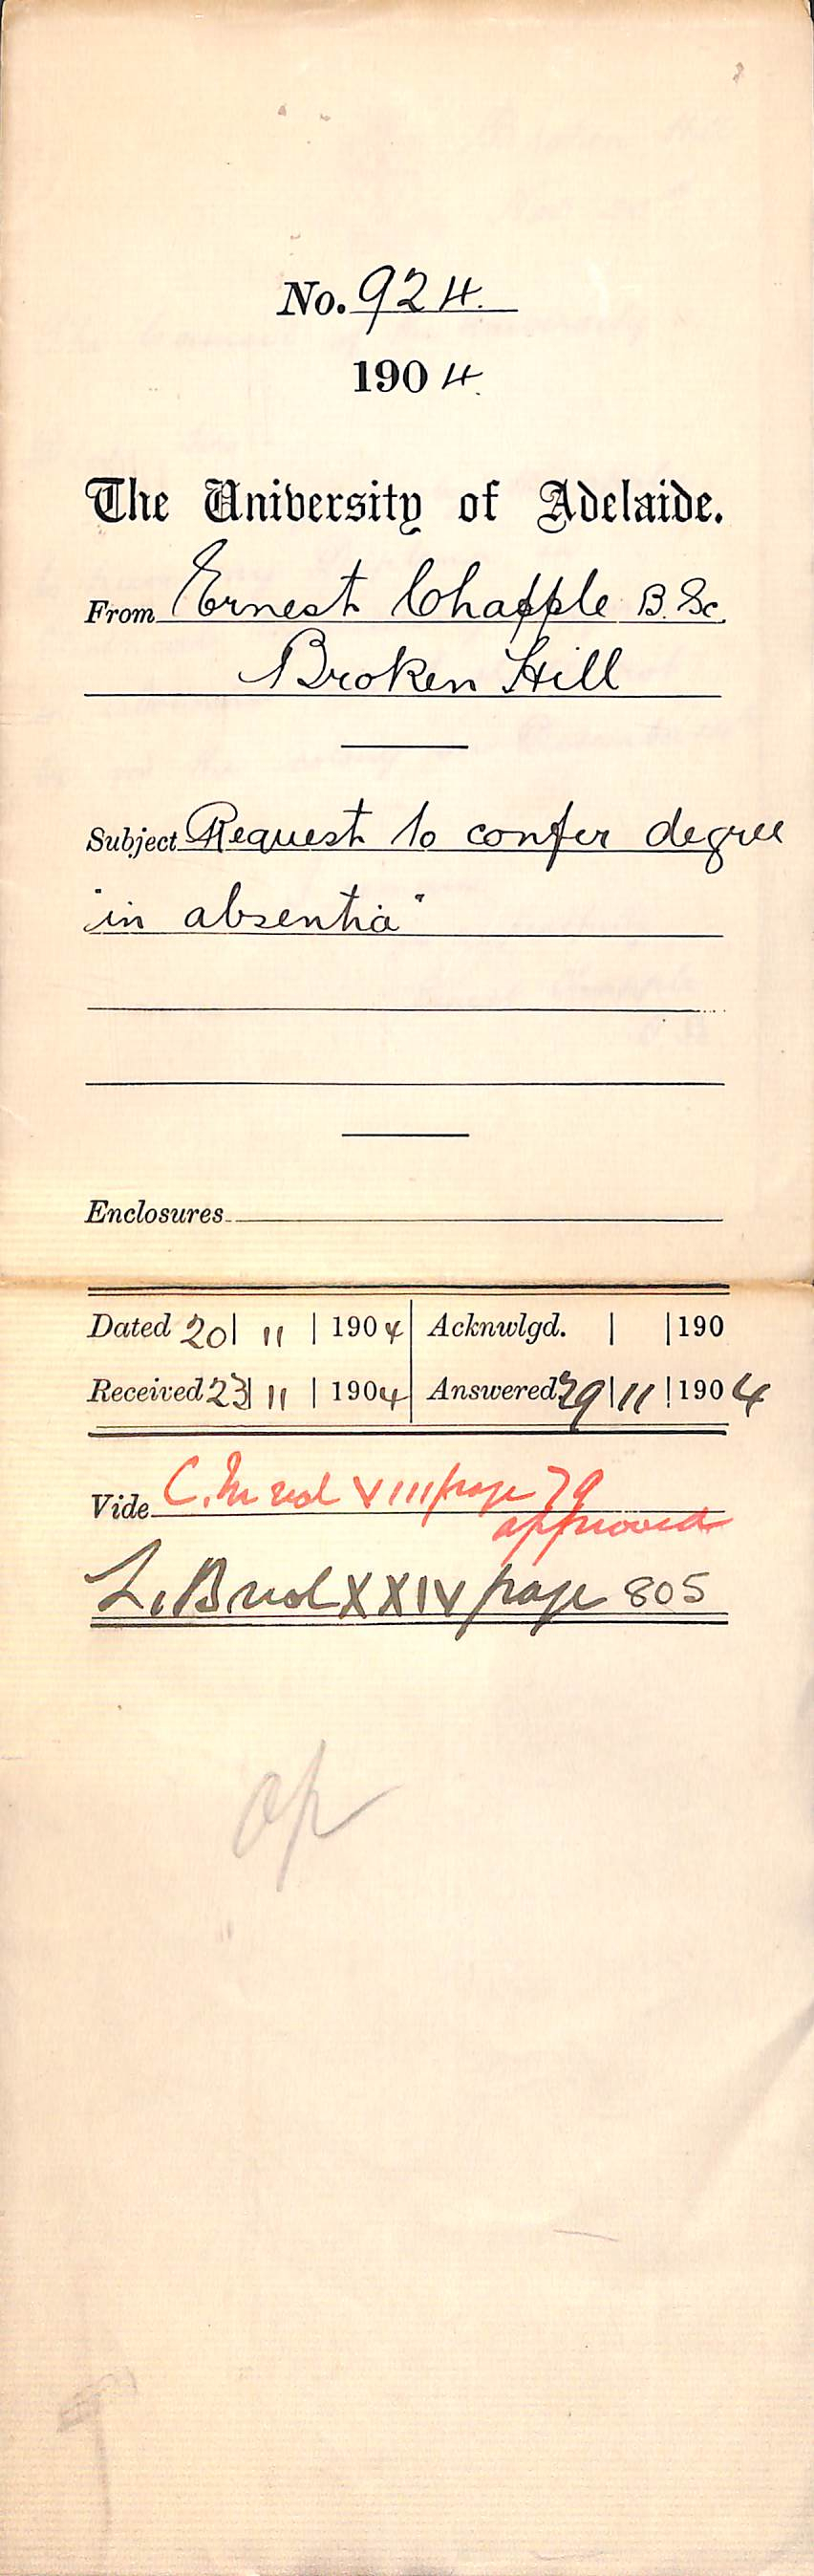 No. 924.
1904.
The University of Adelaide.
From Ernest Chapple B.Sc.
Broken Hill
Subject Request to confer degree
"in absentia"
Enclosures
Dated 20 | 11 | 1904 Acknwlgd. | | 190
Received 23 | 11 | 1904 Answered 29 | 11 | 1904
Vide C.M vol VIII page 79
approved
L.B vol XXIV page 805
ap